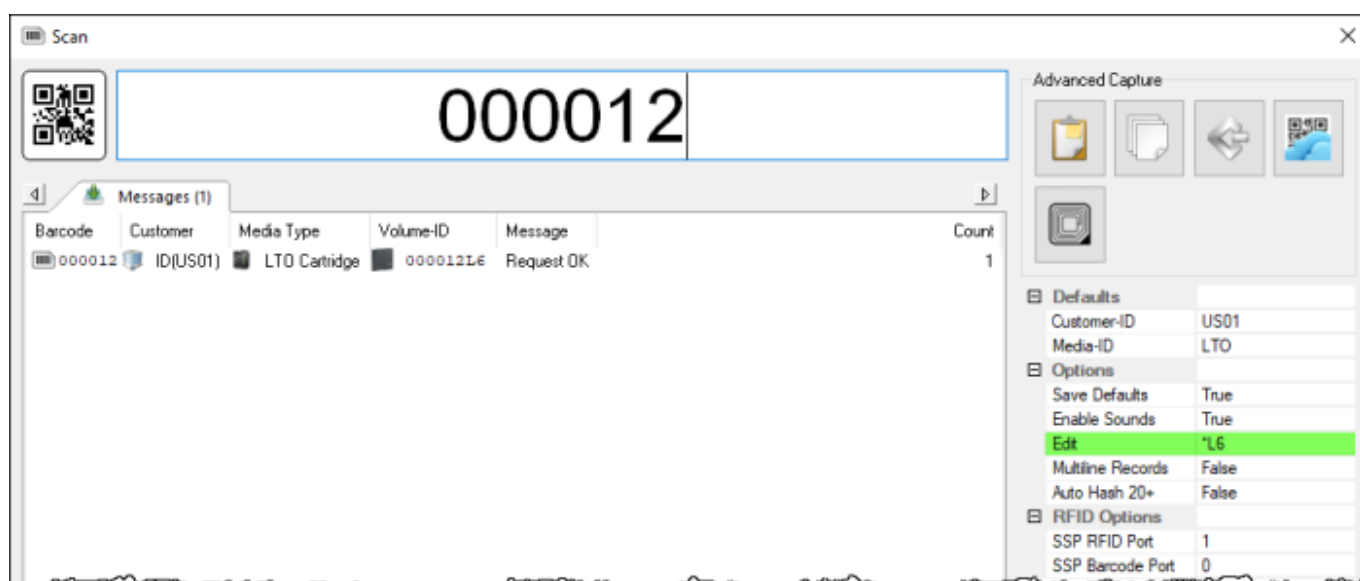 Scan
000012
Advanced Capture
Messages (1)
Barcode Customer Media Type Volume-ID Message Count
000012 ID(US01) LTO Cartridge 000012L6 Request OK 1
Defaults
Customer-ID US01
Media-ID LTO
Options
Save Defaults True
Enable Sounds True
Edit *L6
Multiline Records False
Auto Hash 20+ False
RFID Options
SSP RFID Port 1
SSP Barcode Port 0